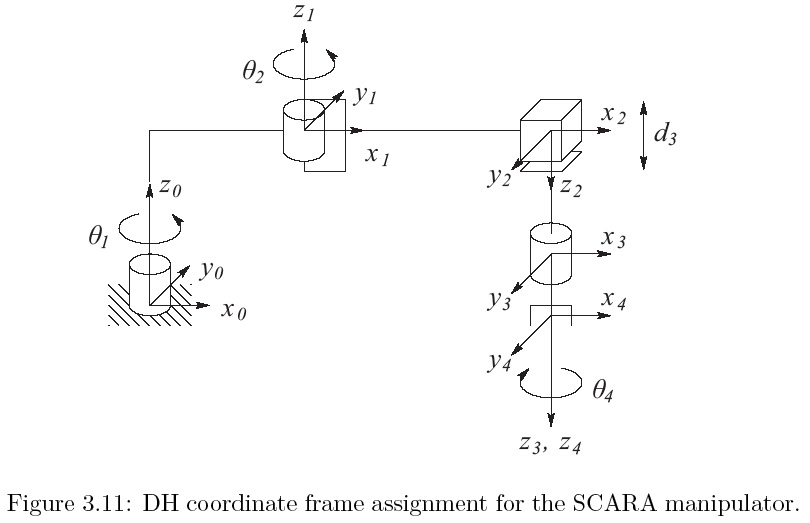 z1
θ2
y1
x1
x2
d3
y2
z2
z0
θ1
y0
x0
x3
y3
x4
y4
θ4
z3, z4
Figure 3.11: DH coordinate frame assignment for the SCARA manipulator.